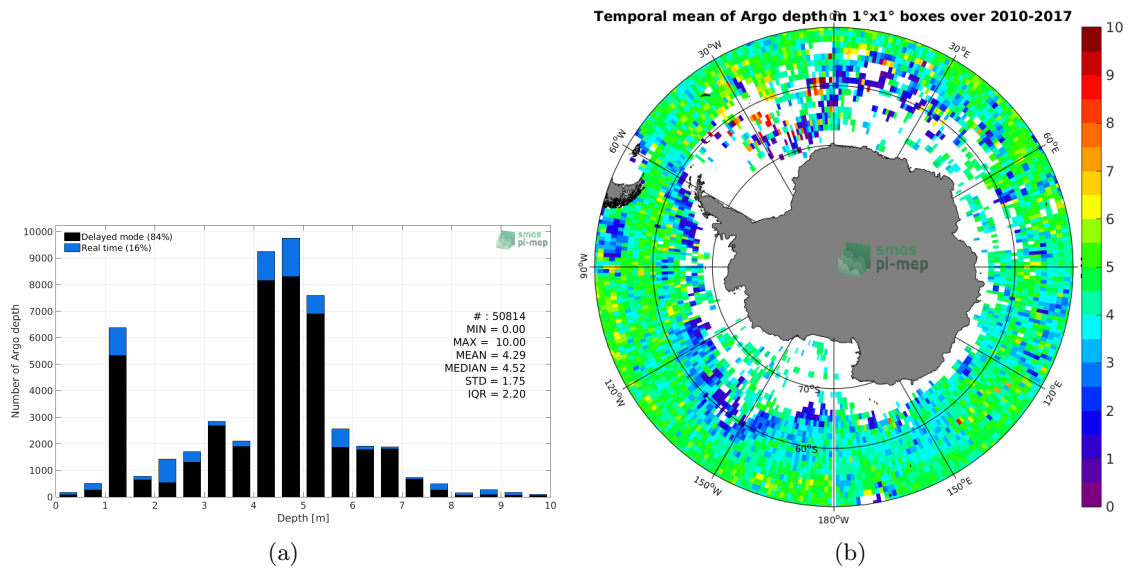 Temporal mean of Argo depth in 1°x1° boxes over 2010-2017
Delayed mode (84%)
Real time (16%)
smos
pi-mep
# : 50814
MIN = 0.00
MAX = 10.00
MEAN = 4.29
MEDIAN = 4.52
STD = 1.75
IQR = 2.20
Number of Argo depth
10000
9000
8000
7000
6000
5000
4000
3000
2000
1000
0
0 1 2 3 4 5 6 7 8 9 10
Depth [m]
(a)
30°W
30°E
60°W
60°E
90°W
smos
pi-mep
120°W
120°E
70°S
60°S
150°W
150°E
180°W
10
9
8
7
6
5
4
3
2
1
0
(b)